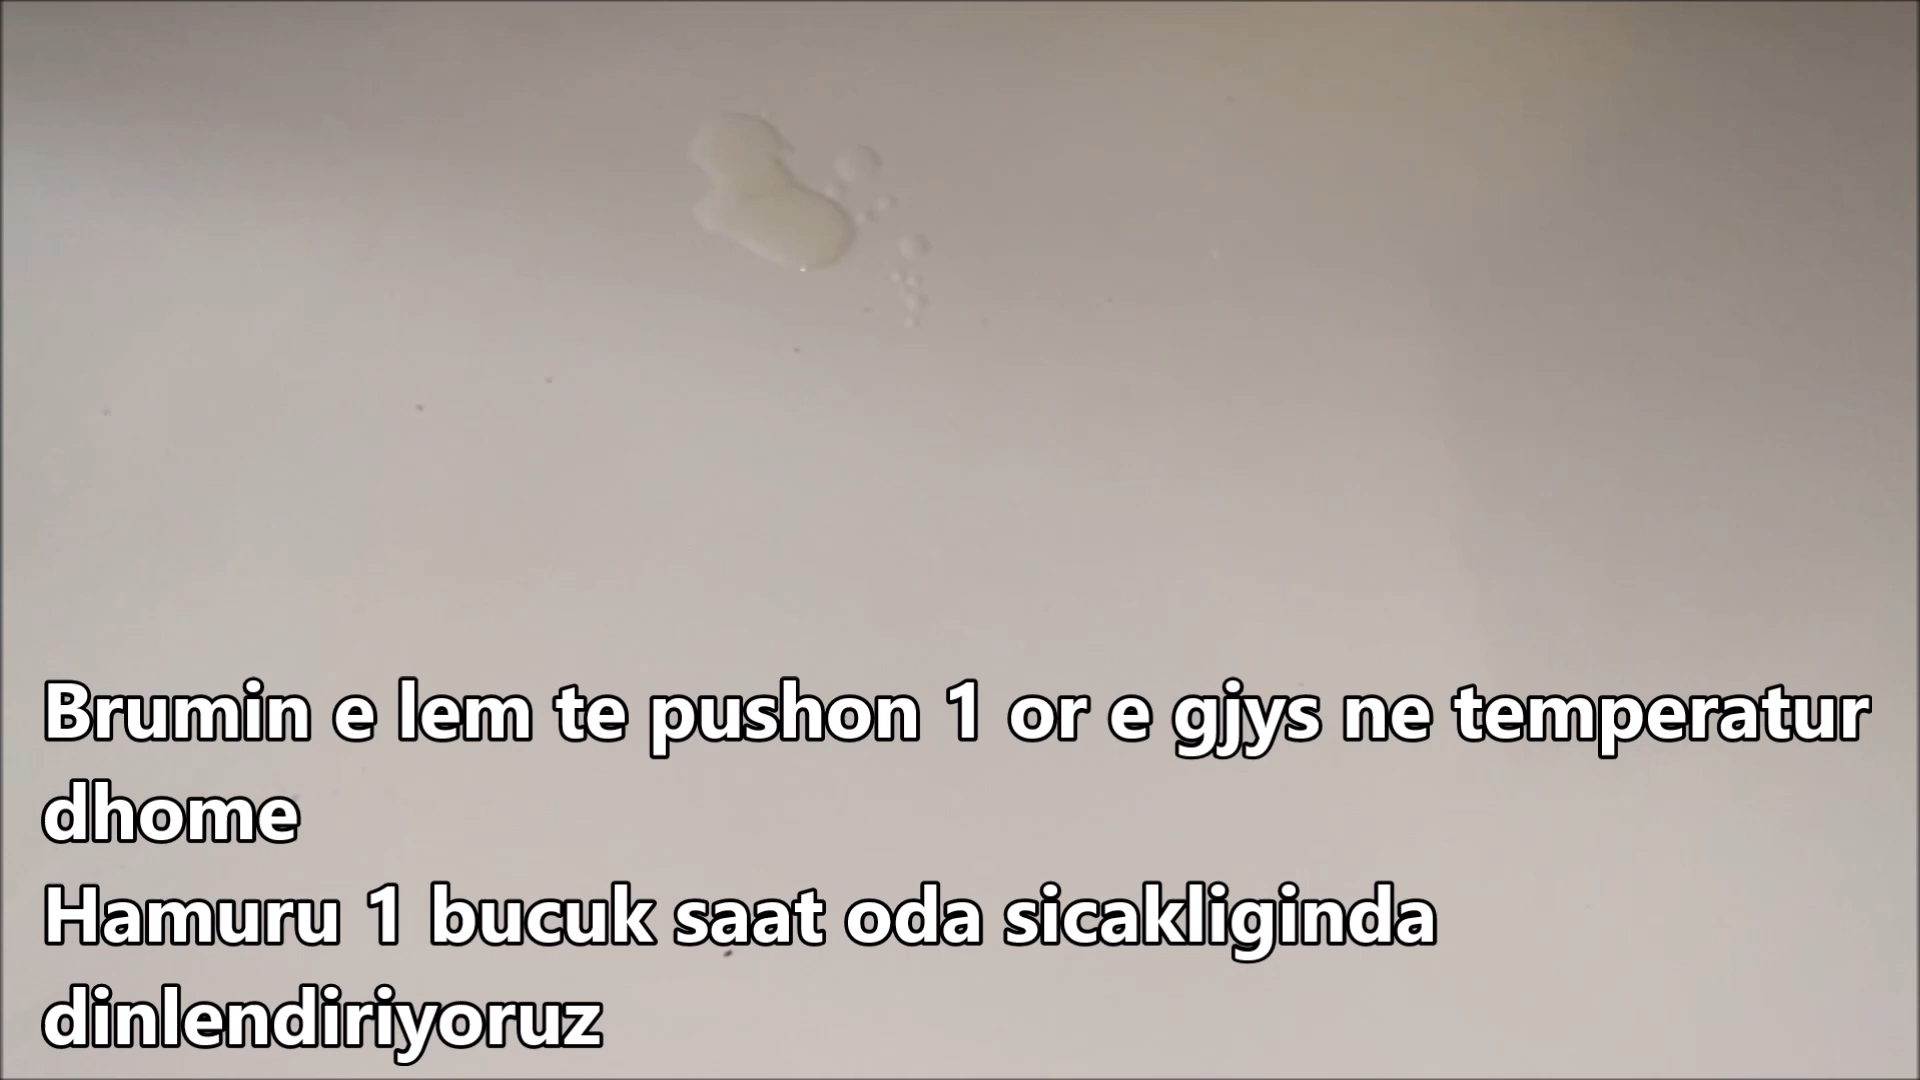 Brumin e lem te pushon 1 or e gjys ne temperatur
dhome
Hamuru 1 bucuk saat oda sicakliginda
dinlendiriyoruz